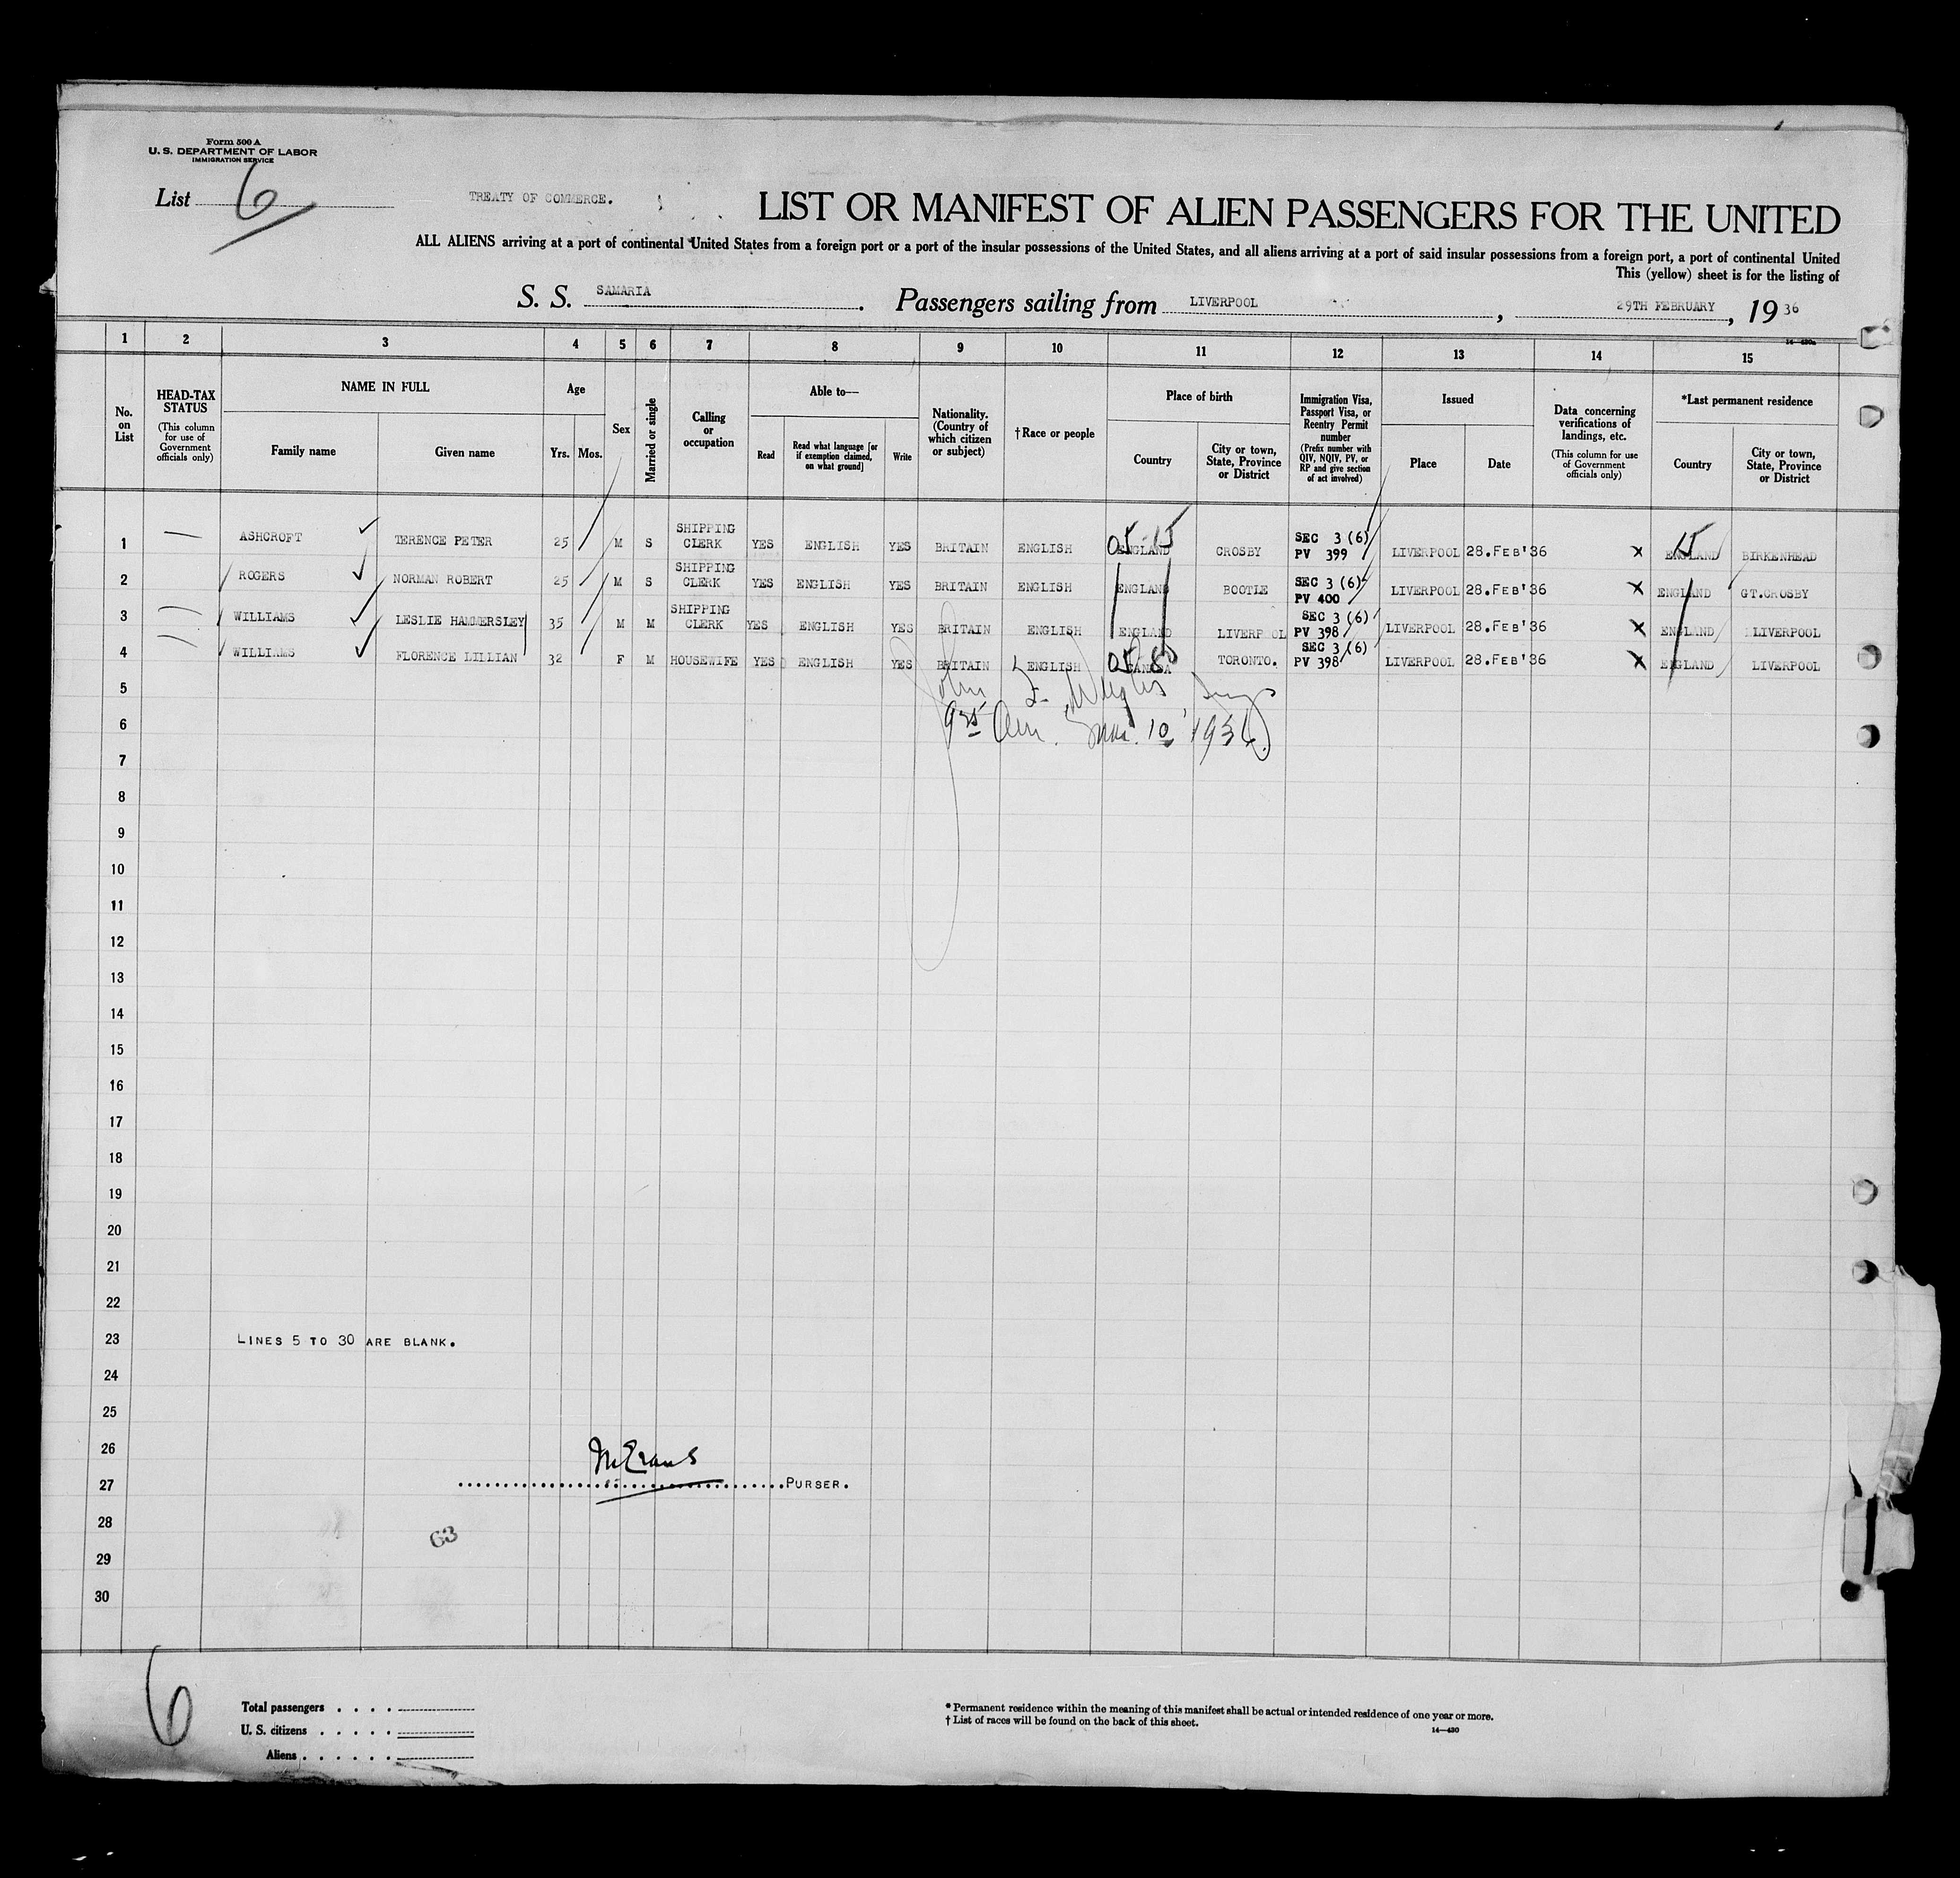 Form 500 A
U. S. DEPARTMENT OF LABOR
IMMIGRATION SERVICE
List 6
TREATY OF COMMERCE.
LIST OR MANIFEST OF ALIEN PASSENGERS FOR THE UNITED
ALL ALIENS arriving at a port of continental United States from a foreign port or a port of the insular possessions of the United States, and all aliens arriving at a port of said insular possessions from a foreign port, a port of continental United
This (yellow) sheet is for the listing of
S. S. SAMARIA. Passengers sailing from LIVERPOOL, 29TH FEBRUARY, 1936
14—430a
1 2 3 4 5 6 7 8 9 10 11 12 13 14 15
No. on List
HEAD-TAX STATUS (This column for use of Government officials only)
NAME IN FULL
Family name Given name
Age
Yrs. Mos.
Sex
Married or single
Calling or occupation
Able to—
Read
Read what language [or if exemption claimed, on what ground]
Write
Nationality. (Country of which citizen or subject)
†Race or people
Place of birth
Country
City or town, State, Province or District
Immigration Visa, Passport Visa, or Reentry Permit number (Prefix number with QIV, NQIV, PV, or RP and give section of act involved)
Issued
Place Date
Data concerning verifications of landings, etc. (This column for use of Government officials only)
*Last permanent residence
Country
City or town, State, Province or District
1 — ASHCROFT ✓ TERENCE PETER 25 M S SHIPPING CLERK YES ENGLISH YES BRITAIN ENGLISH 05 15 ENGLAND CROSBY SEC 3 (6) PV 399 LIVERPOOL 28.FEB'36 X 15 ENGLAND BIRKENHEAD
2 ROGERS ✓ NORMAN ROBERT 25 M S SHIPPING CLERK YES ENGLISH YES BRITAIN ENGLISH ENGLAND BOOTLE SEC 3 (6) PV 400 LIVERPOOL 28.FEB'36 X ENGLAND GT.CROSBY
3 — WILLIAMS ✓ LESLIE HAMMERSLEY 35 M M SHIPPING CLERK YES ENGLISH YES BRITAIN ENGLISH ENGLAND LIVERPOOL SEC 3 (6) PV 398 LIVERPOOL 28.FEB'36 X ENGLAND LIVERPOOL
4 — WILLIAMS ✓ FLORENCE LILLIAN 32 F M HOUSEWIFE YES ENGLISH YES BRITAIN ENGLISH 05 CANADA TORONTO. SEC 3 (6) PV 398 LIVERPOOL 28.FEB'36 X ENGLAND LIVERPOOL
5
John
6
10 1936
7
8
9
10
11
12
13
14
15
16
17
18
19
20
21
22
23 LINES 5 TO 30 ARE BLANK.
24
25
26
27 PURSER.
28
63
29
30
6
Total passengers
U. S. citizens
Aliens
* Permanent residence within the meaning of this manifest shall be actual or intended residence of one year or more.
† List of races will be found on the back of this sheet.
14—430